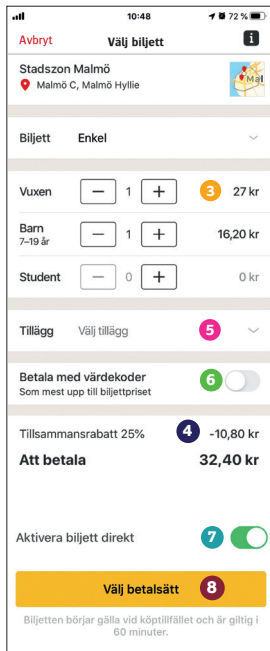 10:48
72 %
Avbryt
Välj biljett
i
Stadszon Malmö
Malmö C, Malmö Hyllie
Mal
Biljett Enkel
Vuxen — 1 + 3 27 kr
Barn — 1 + 16,20 kr
7–19 år
Student — 0 + 0 kr
Tillägg Välj tillägg 5
Betala med värdekoder 6
Som mest upp till biljettpriset
Tillsammansrabatt 25% 4 -10,80 kr
Att betala 32,40 kr
Aktivera biljett direkt 7
Välj betalsätt 8
Biljetten börjar gälla vid köptillfället och är giltig i
60 minuter.